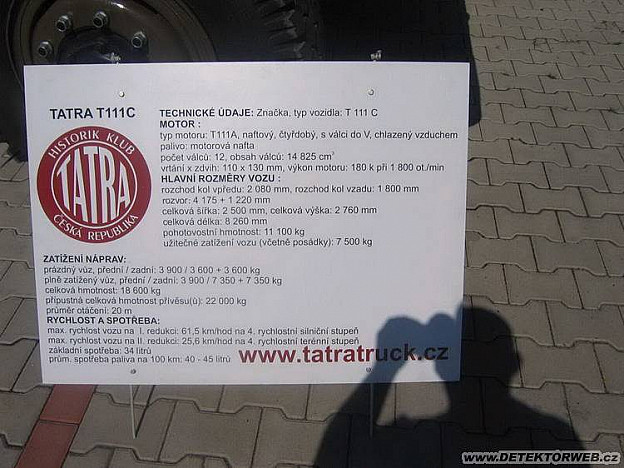 TATRA T111C
HISTORIK KLUB
TATRA
ČESKÁ REPUBLIKA
TECHNICKÉ ÚDAJE: Značka, typ vozidla: T 111 C
MOTOR :
typ motoru: T111A, naftový, čtyřdobý, s válci do V, chlazený vzduchem
palivo: motorová nafta
počet válců: 12, obsah válců: 14 825 cm³
vrtání x zdvih: 110 x 130 mm, výkon motoru: 180 k při 1 800 ot./min
HLAVNÍ ROZMĚRY VOZU :
rozchod kol vpředu: 2 080 mm, rozchod kol vzadu: 1 800 mm
rozvor: 4 175 + 1 220 mm
celková šířka: 2 500 mm, celková výška: 2 760 mm
celková délka: 8 260 mm
pohotovostní hmotnost: 11 100 kg
užitečné zatížení vozu (včetně posádky): 7 500 kg
ZATÍŽENÍ NÁPRAV:
prázdný vůz, přední / zadní: 3 900 / 3 600 + 3 600 kg
plně zatížený vůz, přední / zadní: 3 900 / 7 350 + 7 350 kg
celková hmotnost: 18 600 kg
přípustná celková hmotnost přívěsu(ů): 22 000 kg
průměr otáčení: 20 m
RYCHLOST A SPOTŘEBA:
max. rychlost vozu na I. redukci: 61,5 km/hod na 4. rychlostní silniční stupeň
max. rychlost vozu na II. redukci: 25,6 km/hod na 4. rychlostní terénní stupeň
základní spotřeba: 34 litrů
prům. spotřeba paliva na 100 km: 40 - 45 litrů
www.tatratruck.cz
www.DETEKTORWEB.cz